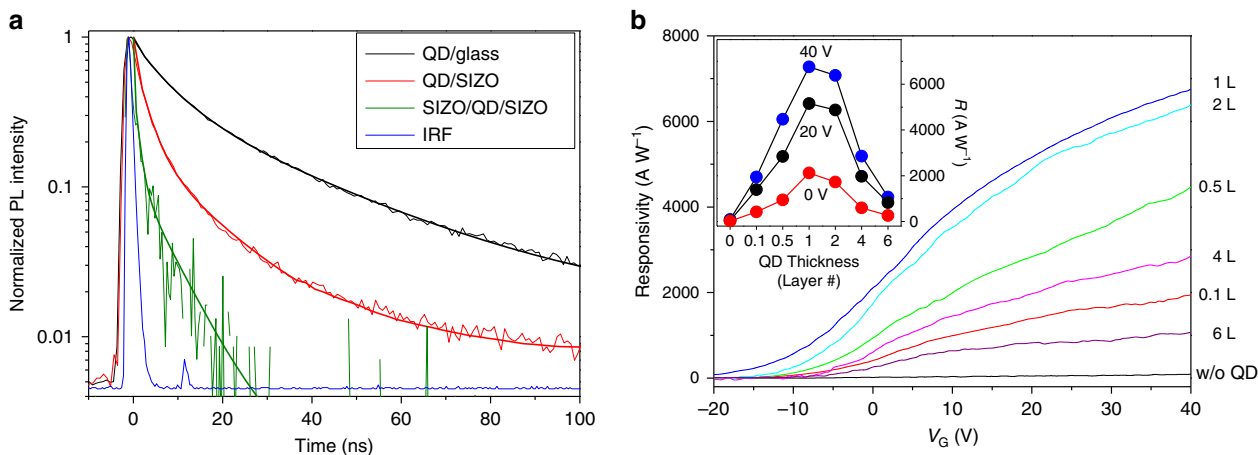 a
1
0.1
0.01
Normalized PL intensity
0
20
40
60
80
100
Time (ns)
QD/glass
QD/SIZO
SIZO/QD/SIZO
IRF
b
8000
6000
4000
2000
0
Responsivity (A W⁻¹)
−20
−10
0
10
20
30
40
V_G (V)
40 V
20 V
0 V
6000
4000
2000
0
R (A W⁻¹)
0
0.1
0.5
1
2
4
6
QD Thickness
(Layer #)
1 L
2 L
0.5 L
4 L
0.1 L
6 L
w/o QD